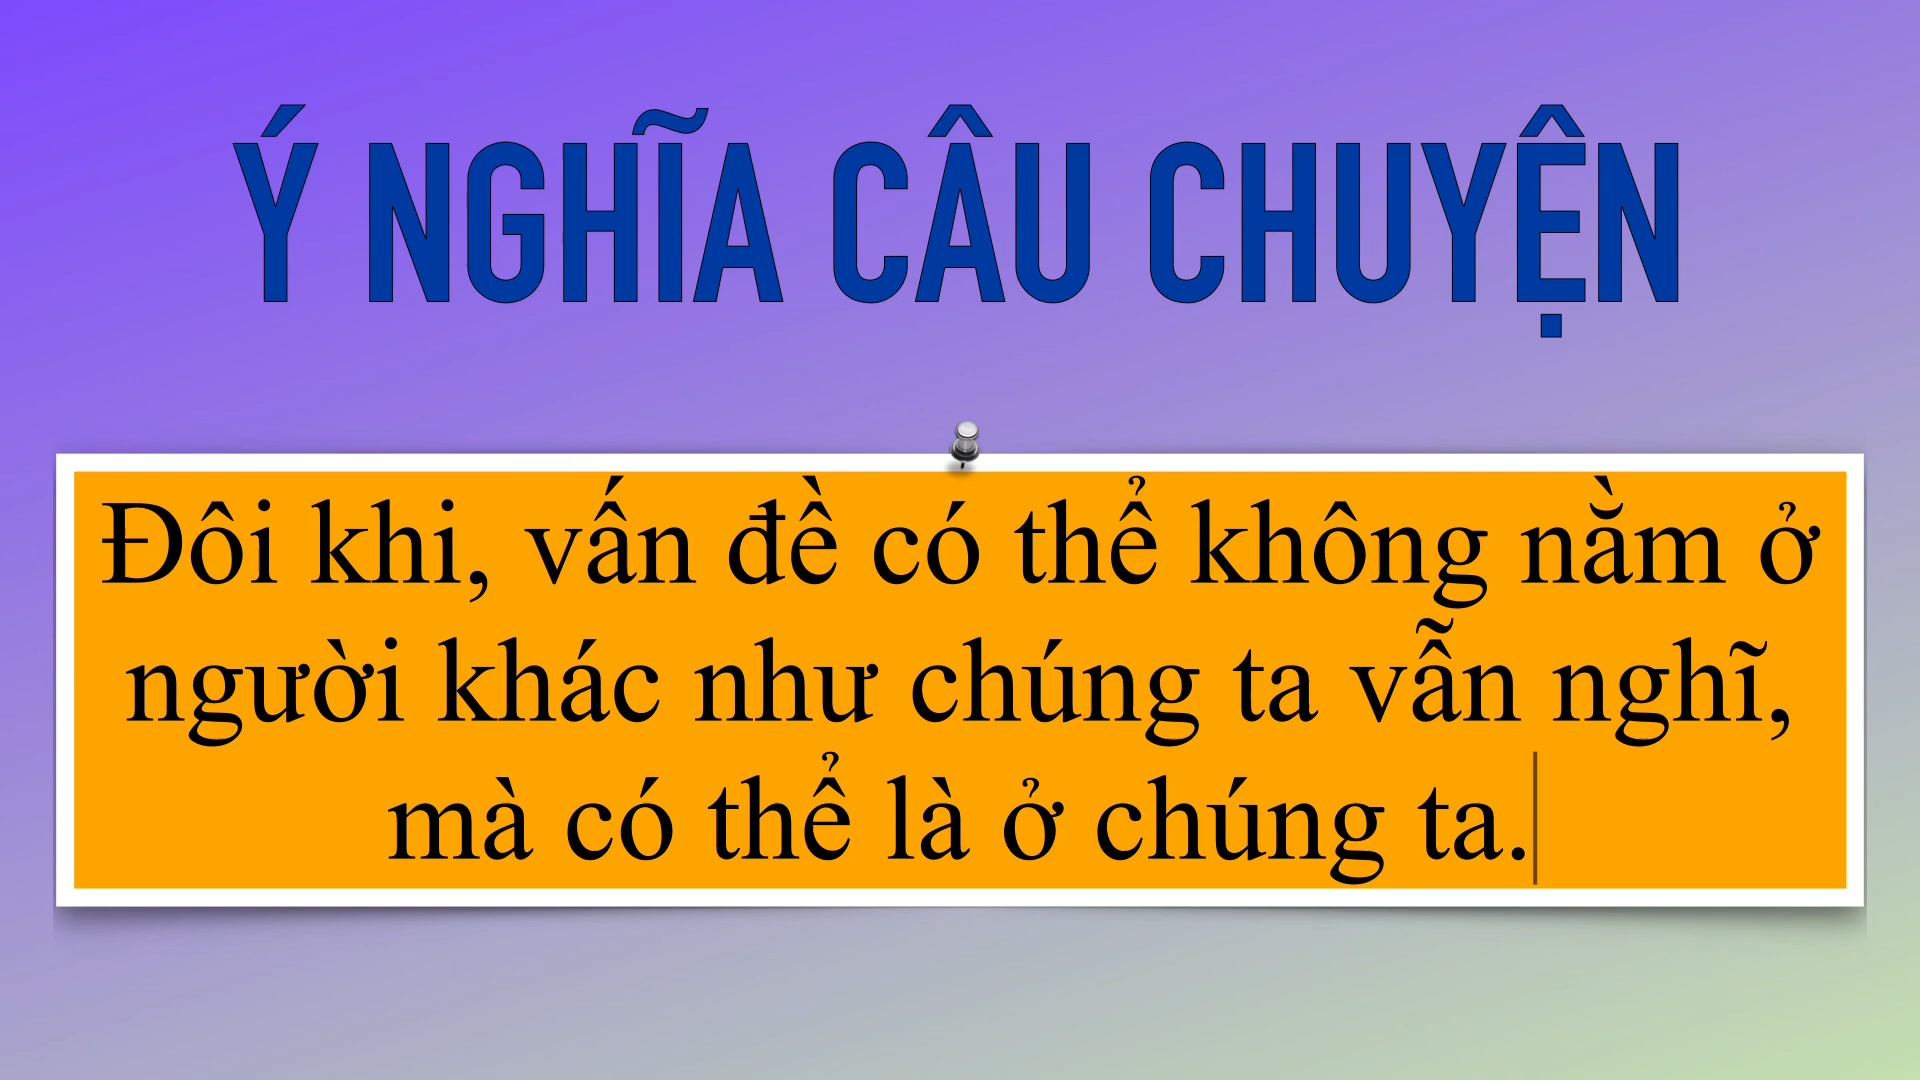 Ý NGHĨA CÂU CHUYỆN
Đôi khi, vấn đề có thể không nằm ở
người khác như chúng ta vẫn nghĩ,
mà có thể là ở chúng ta.